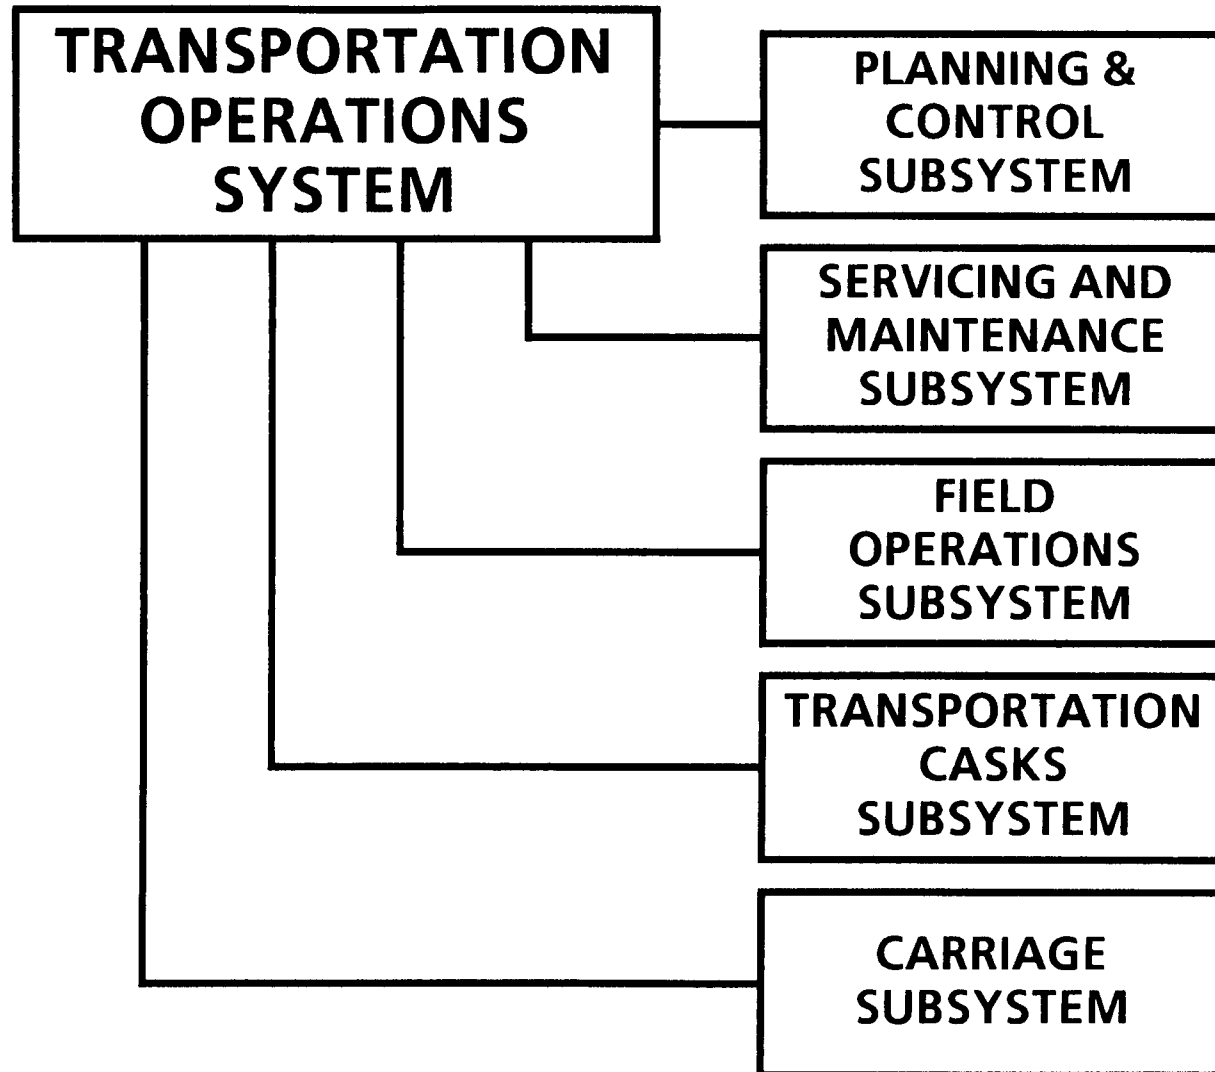 TRANSPORTATION
OPERATIONS
SYSTEM
PLANNING &
CONTROL
SUBSYSTEM
SERVICING AND
MAINTENANCE
SUBSYSTEM
FIELD
OPERATIONS
SUBSYSTEM
TRANSPORTATION
CASKS
SUBSYSTEM
CARRIAGE
SUBSYSTEM